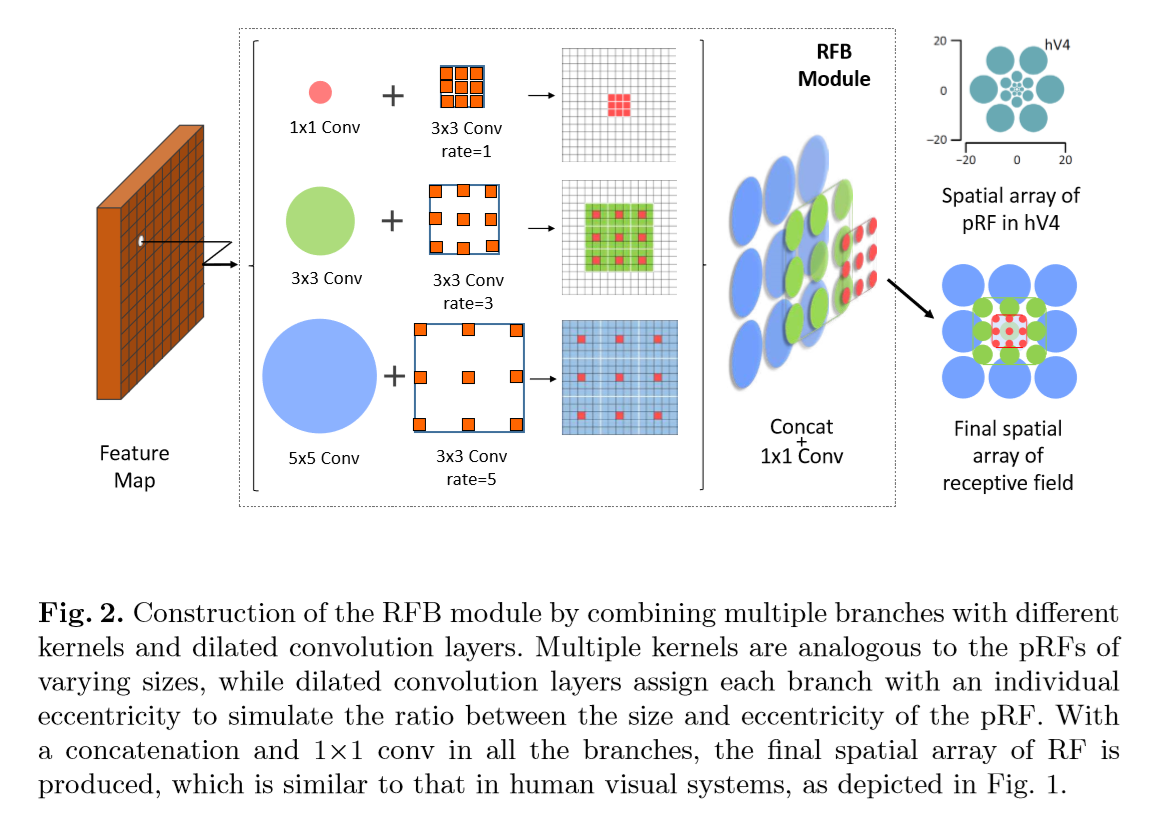 RFB
Module
1x1 Conv
+
3x3 Conv
rate=1
3x3 Conv
+
3x3 Conv
rate=3
5x5 Conv
+
3x3 Conv
rate=5
Feature
Map
Concat
+
1x1 Conv
hV4
20
0
−20
−20
0
20
Spatial array of
pRF in hV4
Final spatial
array of
receptive field
Fig. 2. Construction of the RFB module by combining multiple branches with different
kernels and dilated convolution layers. Multiple kernels are analogous to the pRFs of
varying sizes, while dilated convolution layers assign each branch with an individual
eccentricity to simulate the ratio between the size and eccentricity of the pRF. With
a concatenation and 1×1 conv in all the branches, the final spatial array of RF is
produced, which is similar to that in human visual systems, as depicted in Fig. 1.